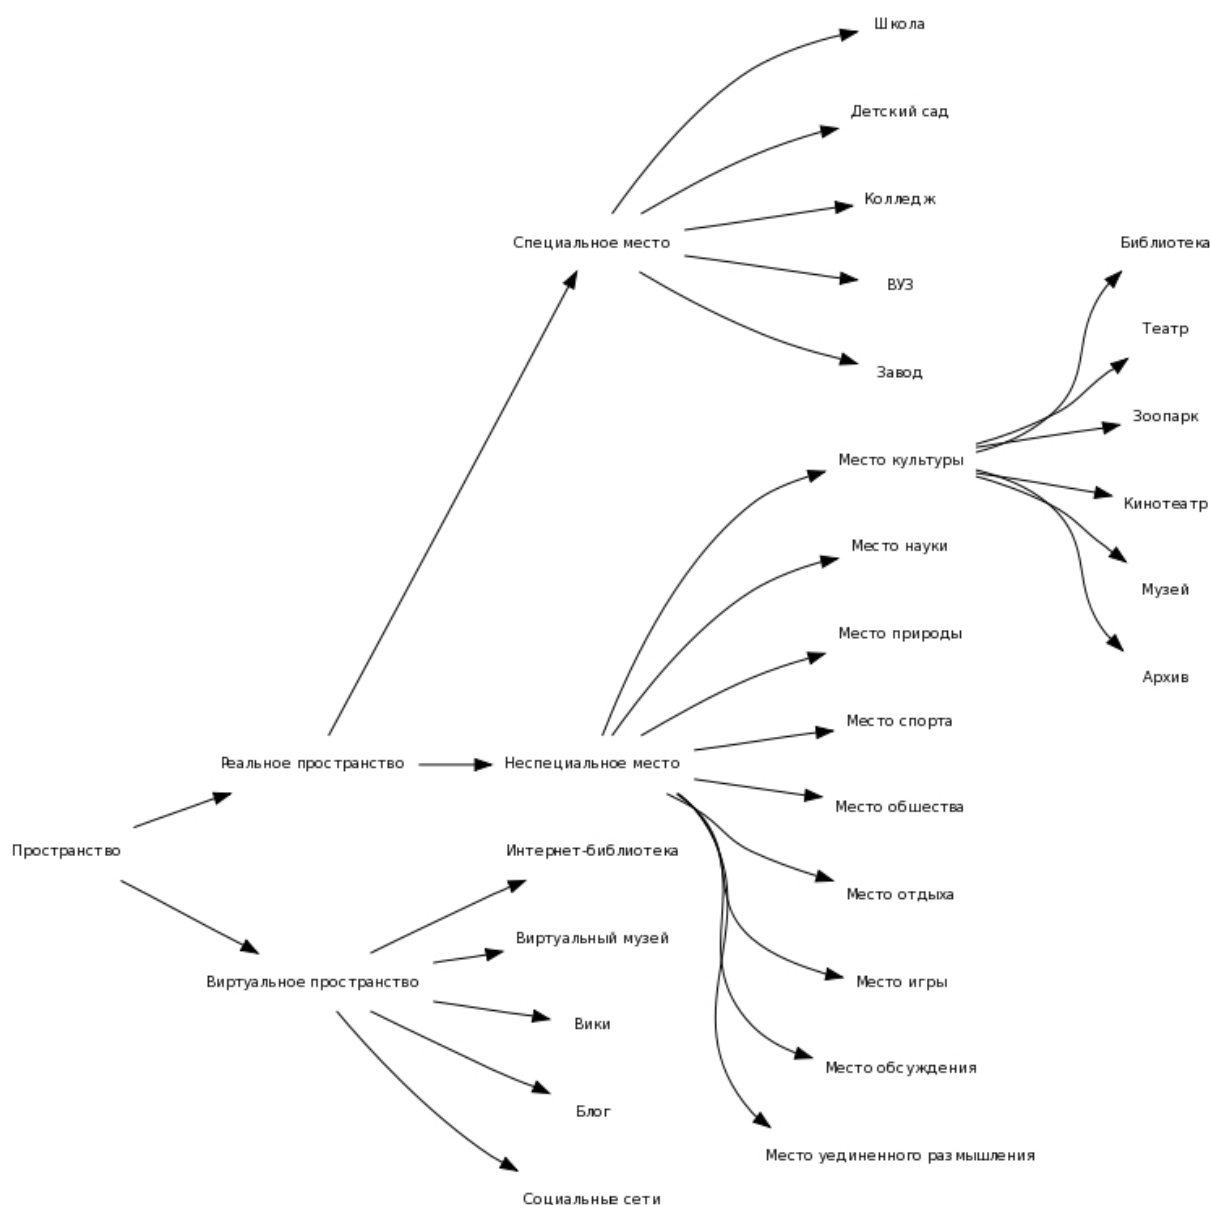 Школа
Детский сад
Колледж
Специальное место
Библиотека
ВУЗ
Театр
Завод
Зоопарк
Место культуры
Кинотеатр
Место науки
Музей
Место природы
Архив
Место спорта
Реальное пространство
Неспециальное место
Место обшества
Пространство
Интернет-библиотека
Место отдыха
Виртуальный музей
Виртуальное пространство
Место игры
Вики
Место обсуждения
Блог
Место уединенного размышления
Социальные сети